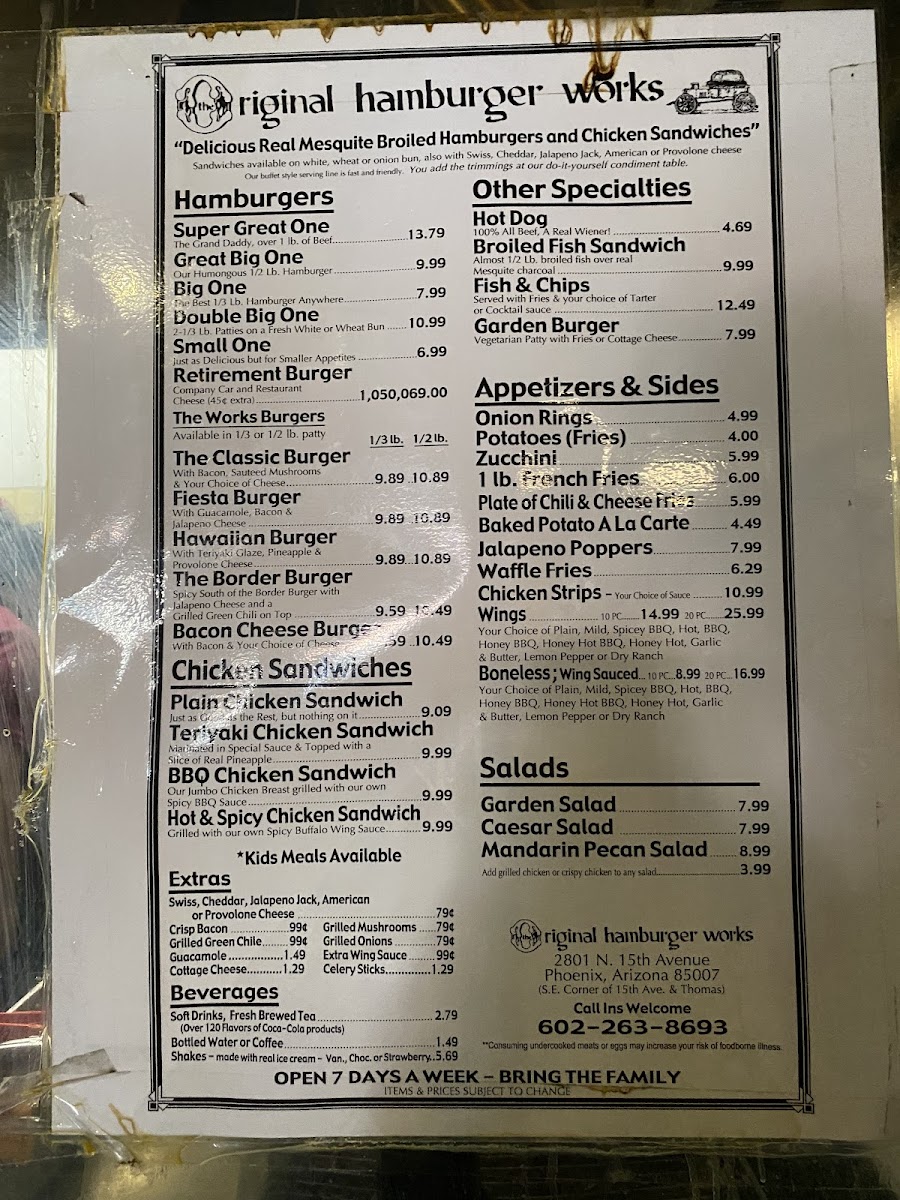 the Original hamburger works
"Delicious Real Mesquite Broiled Hamburgers and Chicken Sandwiches"
Sandwiches available on white, wheat or onion bun, also with Swiss, Cheddar, Jalapeno Jack, American or Provolone cheese
Our buffet style serving line is fast and friendly. You add the trimmings at our do-it-yourself condiment table.
Hamburgers
Super Great One
The Grand Daddy, over 1 lb. of Beef 13.79
Great Big One
Our Humongous 1/2 Lb. Hamburger 9.99
Big One
The Best 1/3 Lb. Hamburger Anywhere 7.99
Double Big One
2-1/3 Lb. Patties on a Fresh White or Wheat Bun 10.99
Small One
Just as Delicious but for Smaller Appetites 6.99
Retirement Burger
Company Car and Restaurant
Cheese (45¢ extra) 1,050,069.00
The Works Burgers
Available in 1/3 or 1/2 lb. patty 1/3 lb. 1/2 lb.
The Classic Burger
With Bacon, Sauteed Mushrooms
& Your Choice of Cheese 9.89 10.89
Fiesta Burger
With Guacamole, Bacon &
Jalapeno Cheese 9.89 10.89
Hawaiian Burger
With Teriyaki Glaze, Pineapple &
Provolone Cheese 9.89 10.89
The Border Burger
Spicy South of the Border Burger with
Jalapeno Cheese and a
Grilled Green Chili on Top 9.59 10.49
Bacon Cheese Burger
With Bacon & Your Choice of Cheese .59 10.49
Chicken Sandwiches
Plain Chicken Sandwich
Just as Good as the Rest, but nothing on it 9.09
Teriyaki Chicken Sandwich
Marinated in Special Sauce & Topped with a
Slice of Real Pineapple 9.99
BBQ Chicken Sandwich
Our Jumbo Chicken Breast grilled with our own
Spicy BBQ Sauce 9.99
Hot & Spicy Chicken Sandwich
Grilled with our own Spicy Buffalo Wing Sauce 9.99
*Kids Meals Available
Extras
Swiss, Cheddar, Jalapeno Jack, American
or Provolone Cheese 79¢
Crisp Bacon 99¢ Grilled Mushrooms 79¢
Grilled Green Chile 99¢ Grilled Onions 79¢
Guacamole 1.49 Extra Wing Sauce 99¢
Cottage Cheese 1.29 Celery Sticks 1.29
Beverages
Soft Drinks, Fresh Brewed Tea 2.79
(Over 120 Flavors of Coca-Cola products)
Bottled Water or Coffee 1.49
Shakes - made with real ice cream - Van., Choc. or Strawberry 5.69
Other Specialties
Hot Dog
100% All Beef, A Real Wiener! 4.69
Broiled Fish Sandwich
Almost 1/2 Lb. broiled fish over real
Mesquite charcoal 9.99
Fish & Chips
Served with Fries & your choice of Tarter
or Cocktail sauce 12.49
Garden Burger
Vegetarian Patty with Fries or Cottage Cheese 7.99
Appetizers & Sides
Onion Rings 4.99
Potatoes (Fries) 4.00
Zucchini 5.99
1 lb. French Fries 6.00
Plate of Chili & Cheese Fries 5.99
Baked Potato A La Carte 4.49
Jalapeno Poppers 7.99
Waffle Fries 6.29
Chicken Strips - Your Choice of Sauce 10.99
Wings 10 PC. 14.99 20 PC. 25.99
Your Choice of Plain, Mild, Spicey BBQ, Hot, BBQ,
Honey BBQ, Honey Hot BBQ, Honey Hot, Garlic
& Butter, Lemon Pepper or Dry Ranch
Boneless; Wing Sauced 10 PC. 8.99 20 PC. 16.99
Your Choice of Plain, Mild, Spicey BBQ, Hot, BBQ,
Honey BBQ, Honey Hot BBQ, Honey Hot, Garlic
& Butter, Lemon Pepper or Dry Ranch
Salads
Garden Salad 7.99
Caesar Salad 7.99
Mandarin Pecan Salad 8.99
Add grilled chicken or crispy chicken to any salad 3.99
the Original hamburger works
2801 N. 15th Avenue
Phoenix, Arizona 85007
(S.E. Corner of 15th Ave. & Thomas)
Call Ins Welcome
602-263-8693
**Consuming undercooked meats or eggs may increase your risk of foodborne illness.
OPEN 7 DAYS A WEEK - BRING THE FAMILY
ITEMS & PRICES SUBJECT TO CHANGE